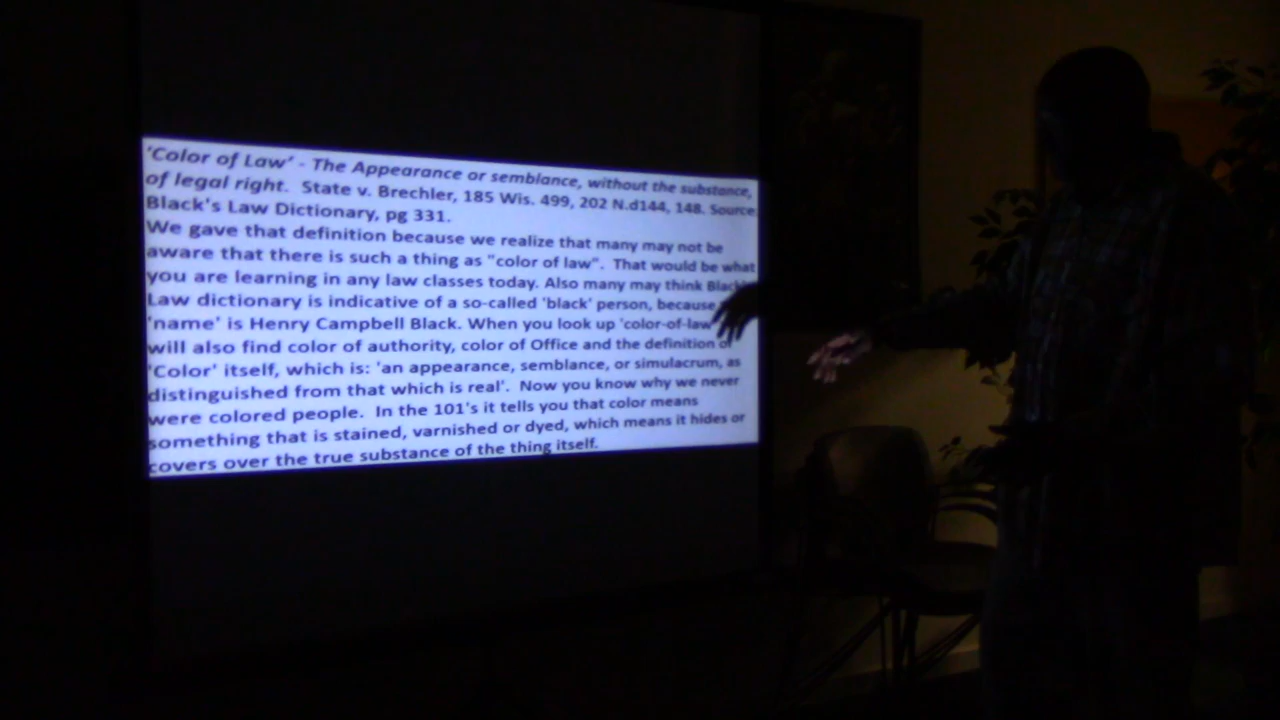 'Color of Law' - The Appearance or semblance, without the substance,
of legal right. State v. Brechler, 185 Wis. 499, 202 N.d144, 148. Source
Black's Law Dictionary, pg 331.
We gave that definition because we realize that many may not be
aware that there is such a thing as "color of law". That would be what
you are learning in any law classes today. Also many may think
Law dictionary is indicative of a so-called 'black' person, because
'name' is Henry Campbell Black. When you look up 'color-of-law'
will also find color of authority, color of Office and the definition of
'Color' itself, which is: 'an appearance, semblance, or simulacrum, as
distinguished from that which is real'. Now you know why we never
were colored people. In the 101's it tells you that color means
something that is stained, varnished or dyed, which means it hides or
covers over the true substance of the thing itself.